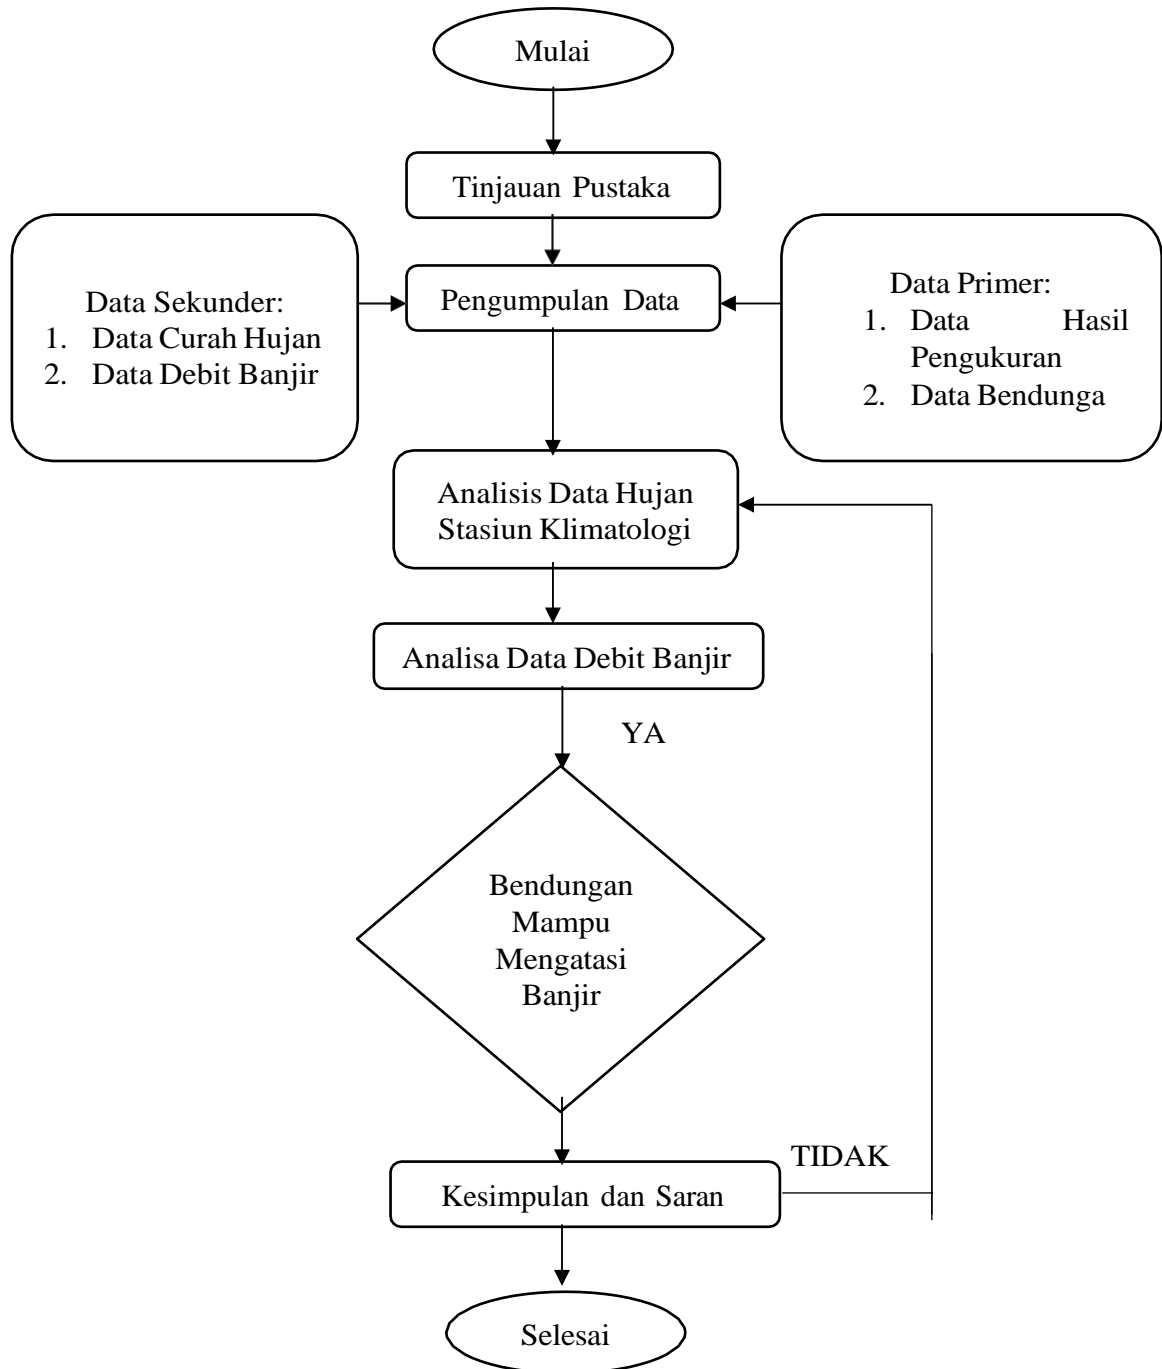 Mulai
Tinjauan Pustaka
Data Sekunder:
1. Data Curah Hujan
2. Data Debit Banjir
Pengumpulan Data
Data Primer:
1. Data Hasil
Pengukuran
2. Data Bendunga
Analisis Data Hujan
Stasiun Klimatologi
Analisa Data Debit Banjir
YA
Bendungan
Mampu
Mengatasi
Banjir
TIDAK
Kesimpulan dan Saran
Selesai